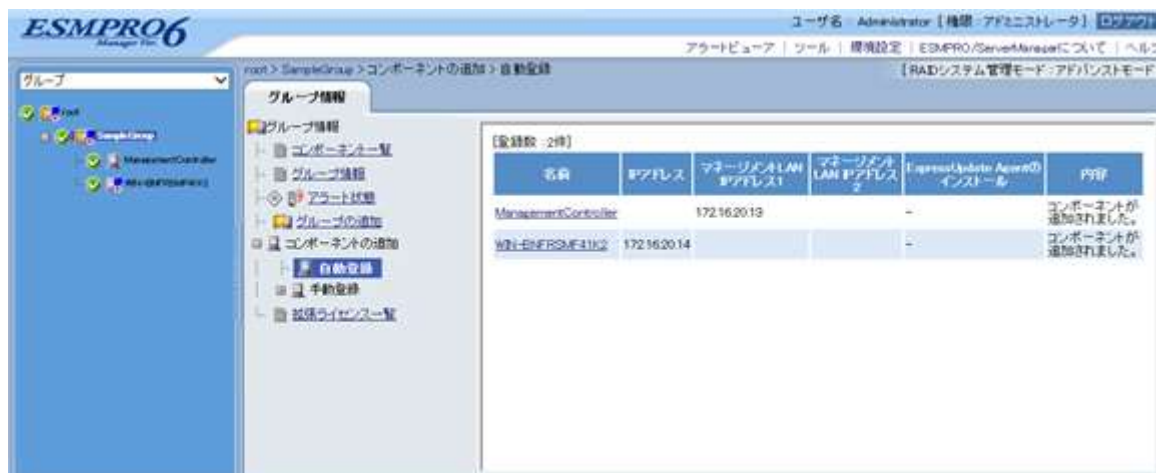 ESMPRO6
Manager Ver.
ユーザ名 Administrator [ 権限 アドミニストレータ ] ログアウト
アラートビューア | ツール | 環境設定 | ESMPRO/ServerManagerについて | ヘルプ
グループ
root > SampleGroup > コンポーネントの追加 > 自動登録
[ RAIDシステム管理モード : アドバンストモード
root
SampleGroup
ManagementController
グループ情報
グループ情報
コンポーネント一覧
グループ情報
アラート状態
グループの追加
コンポーネントの追加
自動登録
手動登録
拡張ライセンス一覧
[登録数 : 2件]
名前 IPアドレス マネージメントLAN IPアドレス1 マネージメントLAN IPアドレス2 ExpressUpdate Agentのインストール 内容
ManagementController 172.16.20.13 - コンポーネントが追加されました。
172.16.20.14 - コンポーネントが追加されました。